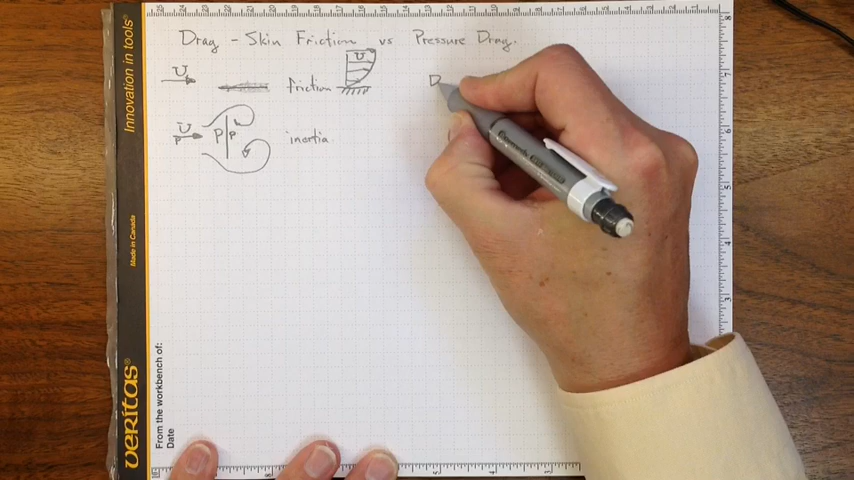 Drag - Skin Friction vs Pressure Drag.
U
friction
U
D
U
P
P
P
inertia
Innovation in tools®
Made in Canada
veritas®
From the workbench of:
Date